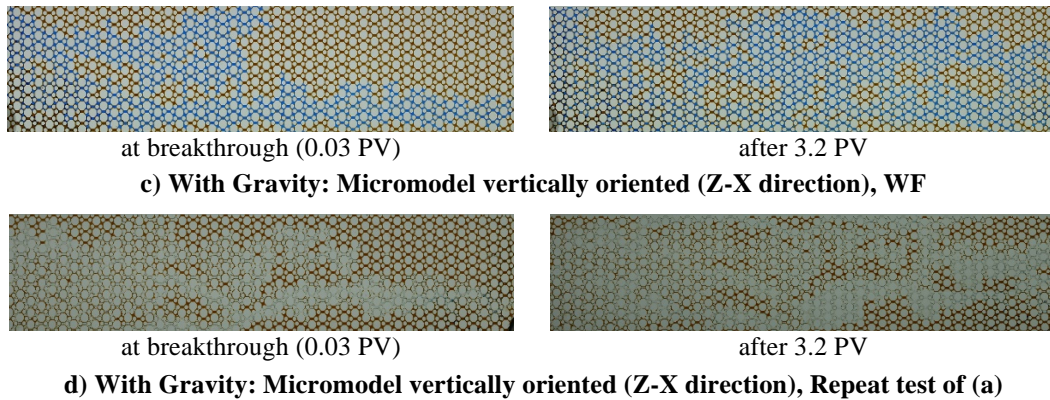 at breakthrough (0.03 PV)
after 3.2 PV
c) With Gravity: Micromodel vertically oriented (Z-X direction), WF
at breakthrough (0.03 PV)
after 3.2 PV
d) With Gravity: Micromodel vertically oriented (Z-X direction), Repeat test of (a)